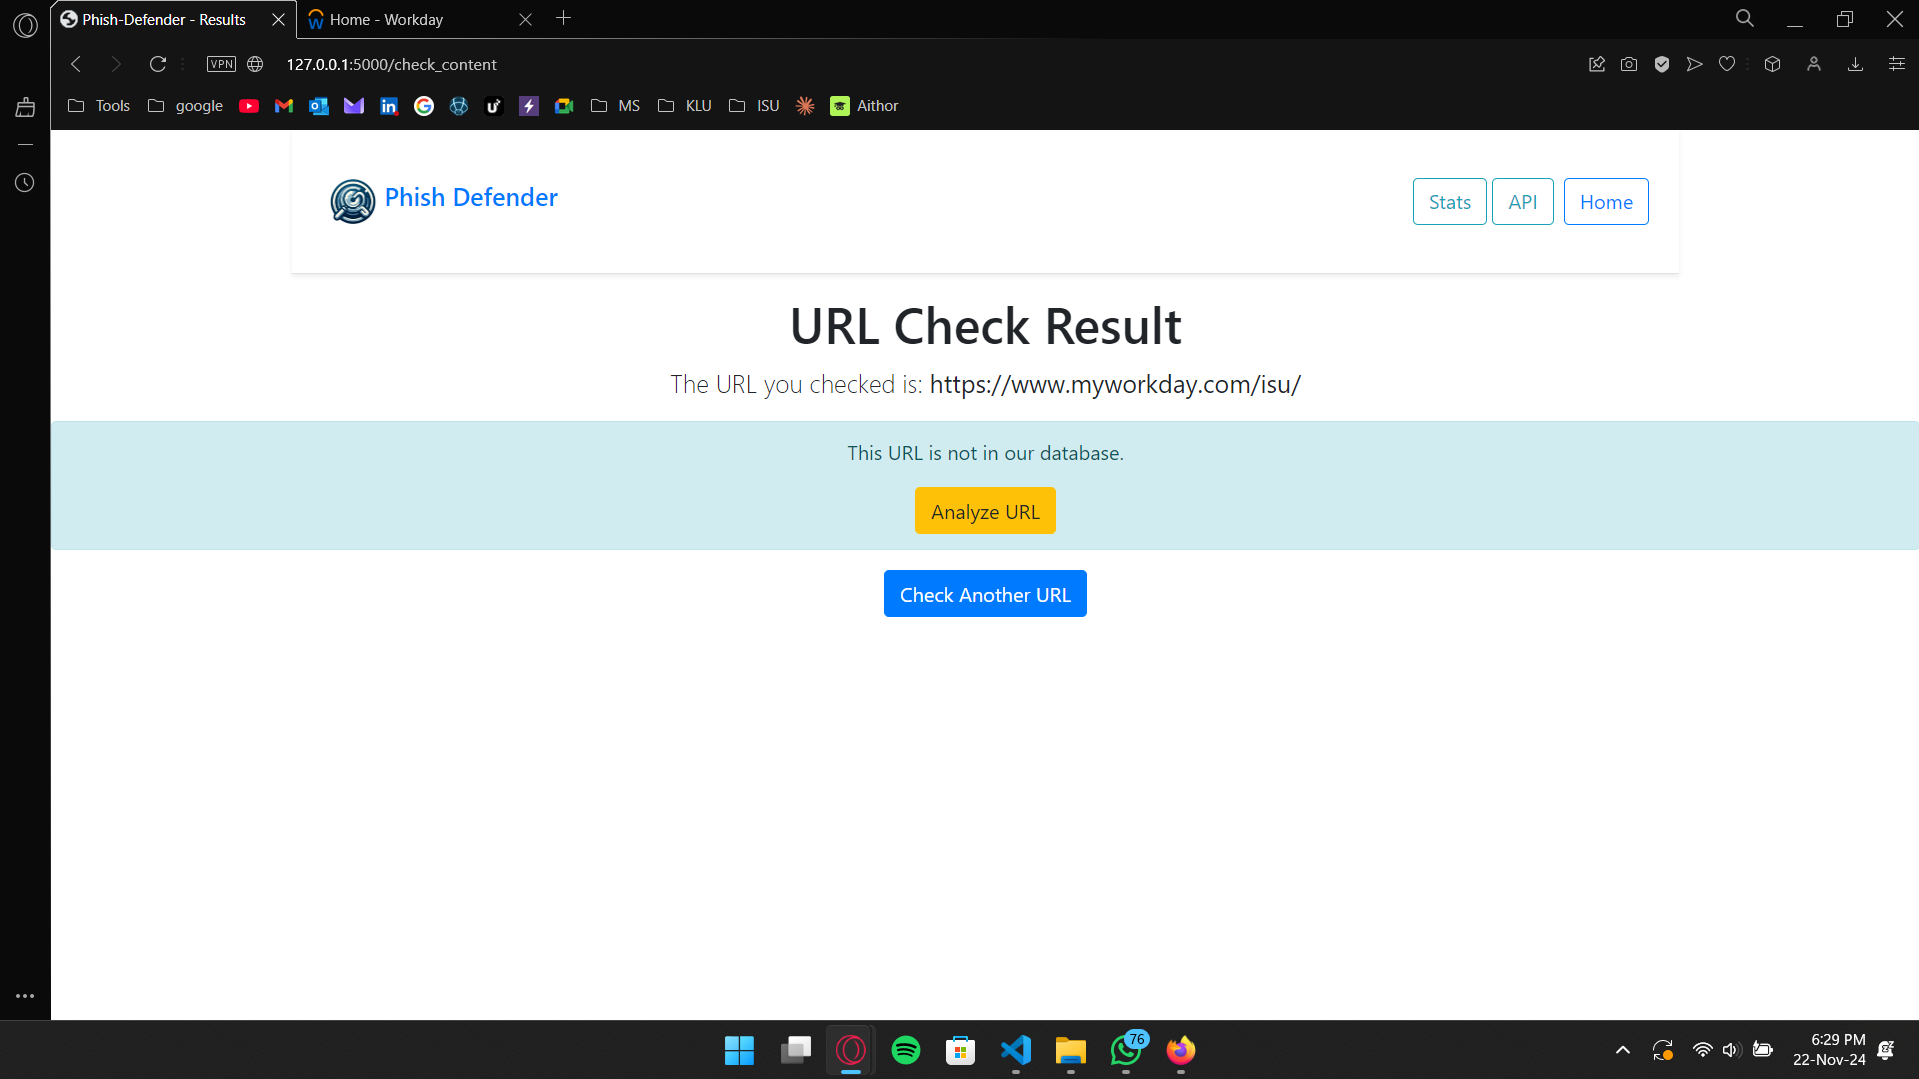 Phish-Defender - Results
Home - Workday
VPN
127.0.0.1:5000/check_content
Tools
google
MS
KLU
ISU
Aithor
Phish Defender
Stats
API
Home
URL Check Result
The URL you checked is: https://www.myworkday.com/isu/
This URL is not in our database.
Analyze URL
Check Another URL
76
6:29 PM
22-Nov-24